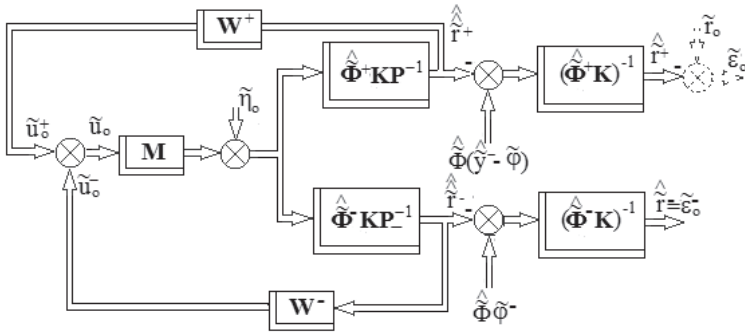 W⁺
r̂̃̂⁺
r̃ₒ
Φ̃̂⁺KP⁻¹
-
(Φ̃̂⁺K)⁻¹
r̃̂⁺
-
ε̃ₒ
η̃ₒ
ũₒ⁺
ũₒ
M
ũₒ⁻
Φ̃̂(ŷ⁻- φ̃)
Φ̃̂⁻KP₋⁻¹
r̂̃̂⁻
-
(Φ̃̂⁻K)⁻¹
r̃̂⁻=ε̃ₒ⁻
W⁻
Φ̃̂φ̃⁻